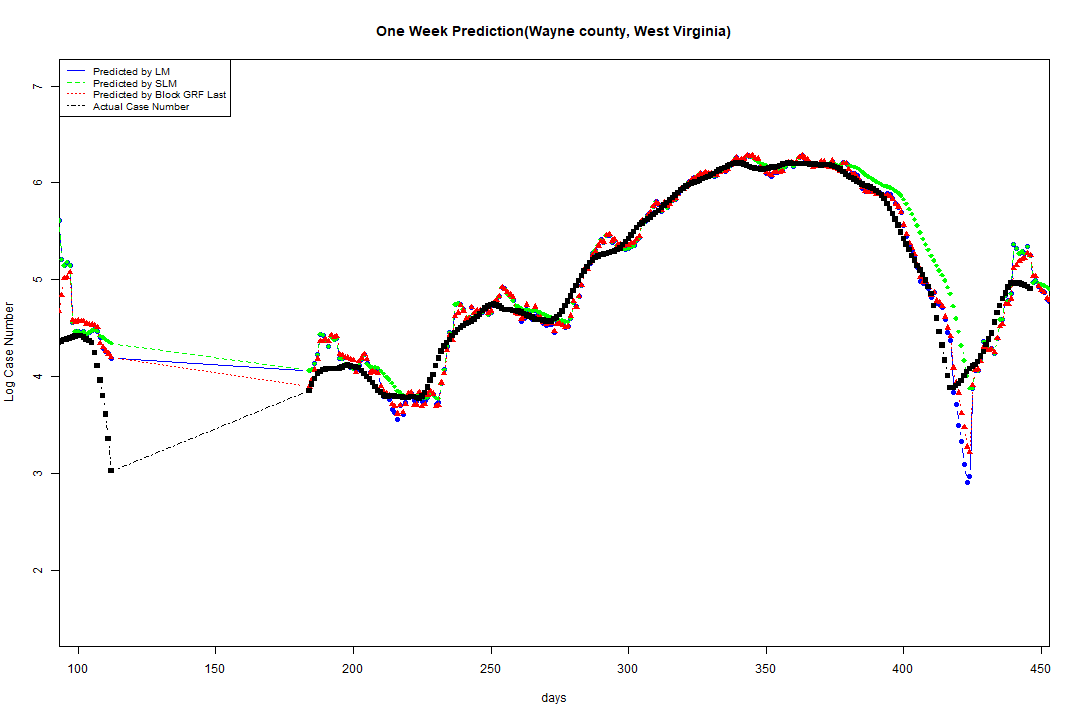 One Week Prediction(Wayne county, West Virginia)
Predicted by LM
Predicted by SLM
Predicted by Block GRF Last
Actual Case Number
Log Case Number
7
6
5
4
3
2
100 150 200 250 300 350 400 450
days